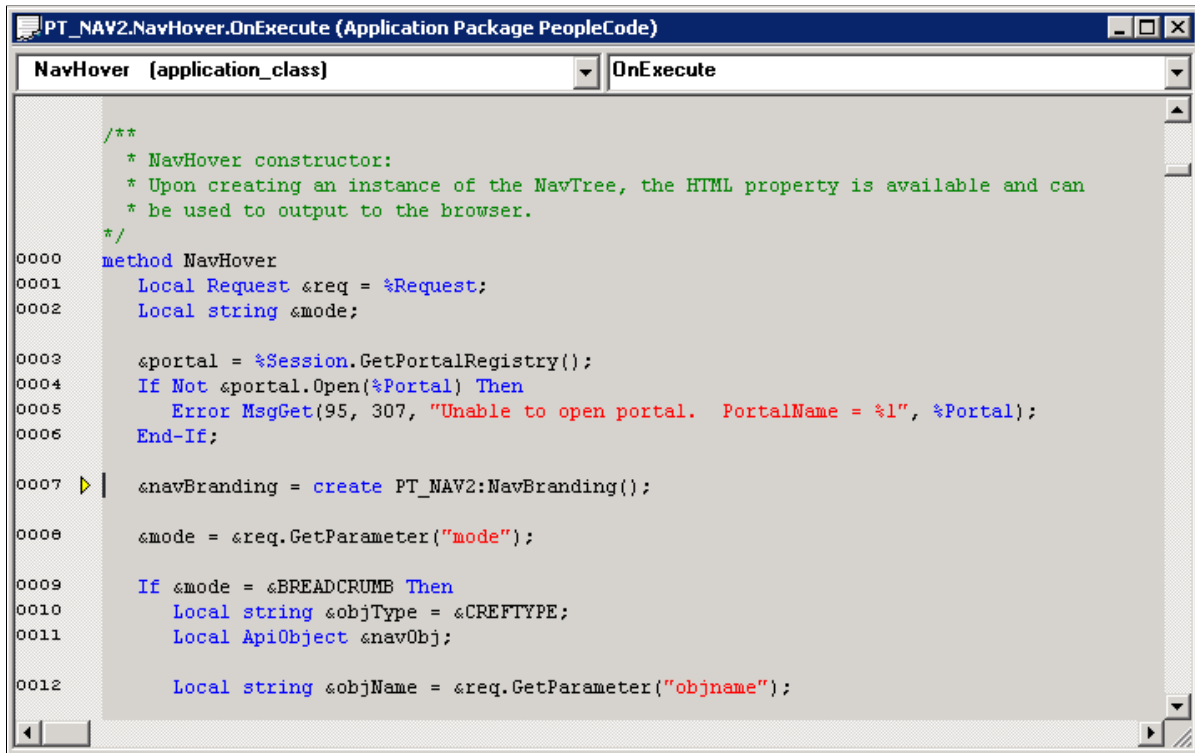 PT_NAV2.NavHover.OnExecute (Application Package PeopleCode)
NavHover (application_class) OnExecute
/**
* NavHover constructor:
* Upon creating an instance of the NavTree, the HTML property is available and can
* be used to output to the browser.
*/
0000 method NavHover
0001 Local Request &req = %Request;
0002 Local string &mode;
0003 &portal = %Session.GetPortalRegistry();
0004 If Not &portal.Open(%Portal) Then
0005 Error MsgGet(95, 307, "Unable to open portal.  PortalName = %1", %Portal);
0006 End-If;
0007 &navBranding = create PT_NAV2:NavBranding();
0008 &mode = &req.GetParameter("mode");
0009 If &mode = &BREADCRUMB Then
0010 Local string &objType = &CREFTYPE;
0011 Local ApiObject &navObj;
0012 Local string &objName = &req.GetParameter("objname");